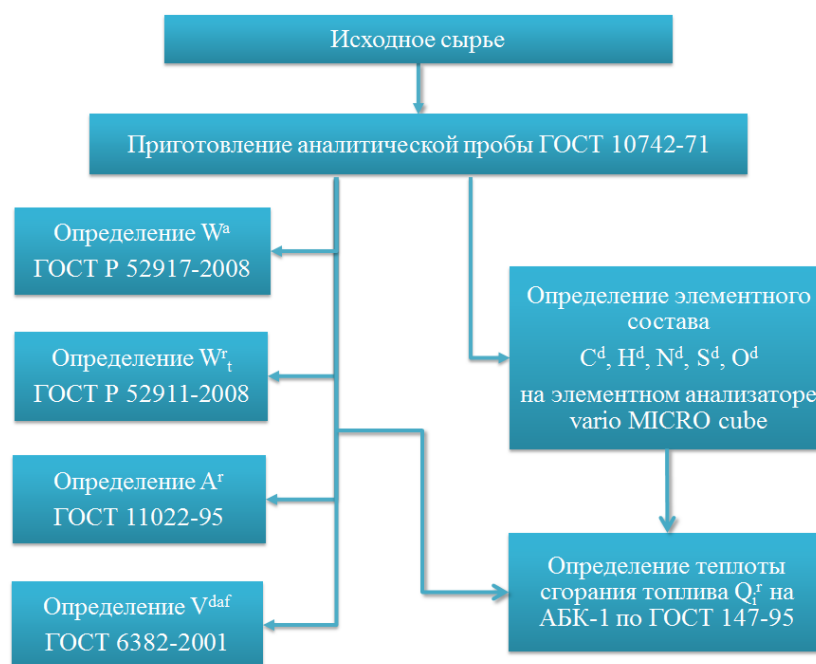 Исходное сырье
Приготовление аналитической пробы ГОСТ 10742-71
Определение Wᵃ
ГОСТ Р 52917-2008
Определение Wʳₜ
ГОСТ Р 52911-2008
Определение Aʳ
ГОСТ 11022-95
Определение Vᵈᵃᶠ
ГОСТ 6382-2001
Определение элементного
состава
Cᵈ, Hᵈ, Nᵈ, Sᵈ, Oᵈ
на элементном анализаторе
vario MICRO cube
Определение теплоты
сгорания топлива Qᵢʳ на
АБК-1 по ГОСТ 147-95